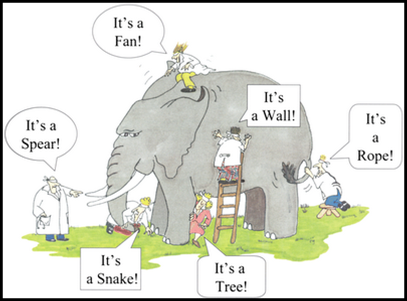 It's a
Fan!
It's
a Wall!
It's a
Spear!
It's
a
Rope!
It's
a Snake!
It's a
Tree!